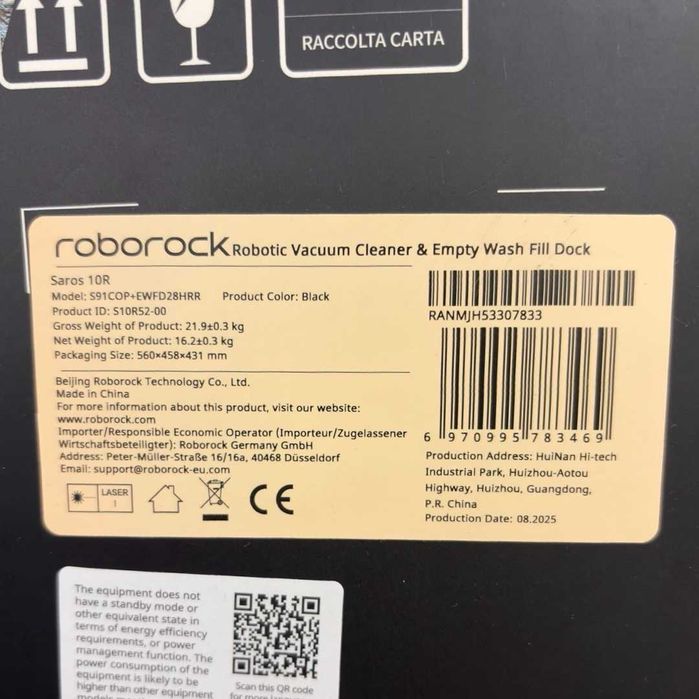 RACCOLTA CARTA
roborock Robotic Vacuum Cleaner & Empty Wash Fill Dock
Saros 10R
Model: S91COP+EWFD28HRR Product Color: Black
Product ID: S10R52-00
Gross Weight of Product: 21.9±0.3 kg
Net Weight of Product: 16.2±0.3 kg
Packaging Size: 560×458×431 mm
Beijing Roborock Technology Co., Ltd.
Made in China
For more information about this product, visit our website:
www.roborock.com
Importer/Responsible Economic Operator (Importeur/Zugelassener
Wirtschaftsbeteiligter): Roborock Germany GmbH
Address: Peter-Müller-Straße 16/16a, 40468 Düsseldorf
Email: support@roborock-eu.com
LASER
1
CE
RANMJH53307833
6 970995 783469
Production Address: HuiNan Hi-tech
Industrial Park, Huizhou-Aotou
Highway, Huizhou, Guangdong,
P.R. China
Production Date: 08.2025
The equipment does not
have a standby mode or
other equivalent state in
terms of energy efficiency
requirements, or power
management function. The
power consumption of the
equipment is likely to be
higher than other equipment
Scan this QR code